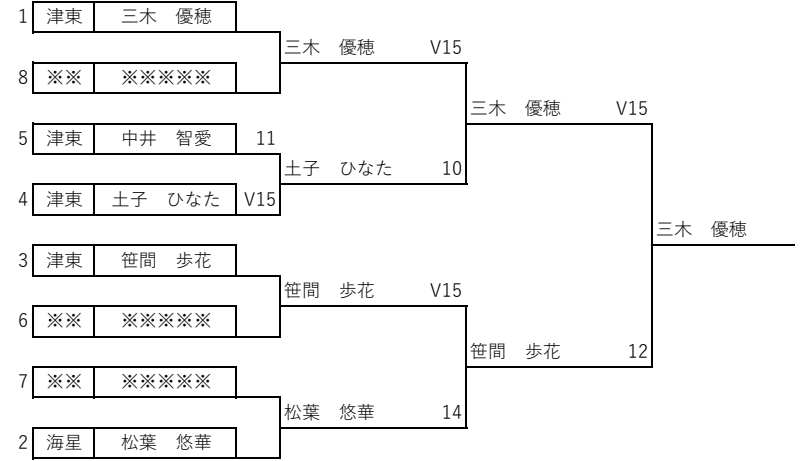 1 津東 三木 優穂
三木 優穂 V15
8 ※※ ※※※※※
三木 優穂 V15
5 津東 中井 智愛 11
土子 ひなた 10
4 津東 土子 ひなた V15
三木 優穂
3 津東 笹間 歩花
笹間 歩花 V15
6 ※※ ※※※※※
笹間 歩花 12
7 ※※ ※※※※※
松葉 悠華 14
2 海星 松葉 悠華